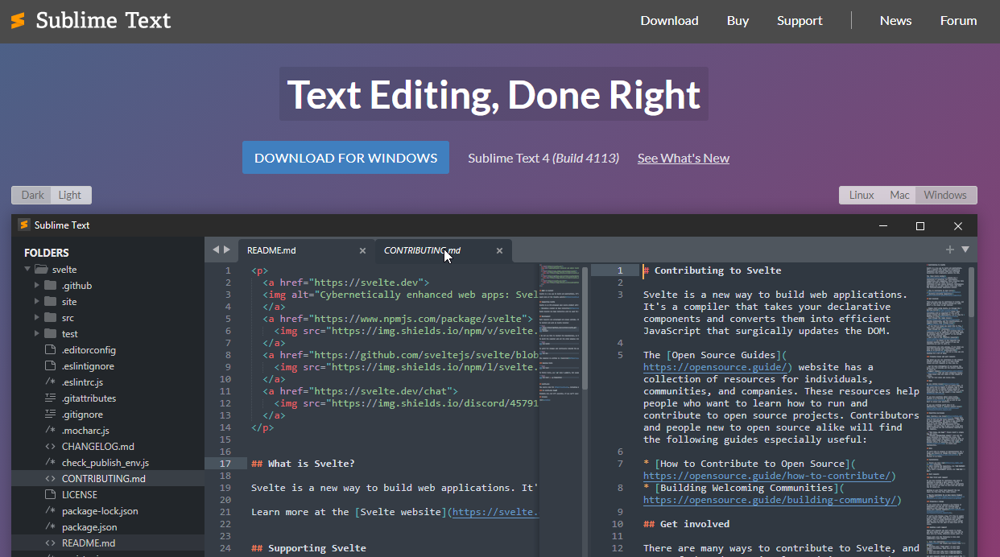 Sublime Text
Download Buy Support News Forum
Text Editing, Done Right
DOWNLOAD FOR WINDOWS
Sublime Text 4 (Build 4113)
See What's New
Dark Light
Linux Mac Windows
Sublime Text
FOLDERS
svelte
.github
site
src
test
.editorconfig
.eslintignore
.eslintrc.js
.gitattributes
.gitignore
.mocharc.js
CHANGELOG.md
check_publish_env.js
CONTRIBUTING.md
LICENSE
package-lock.json
package.json
README.md
README.md
CONTRIBUTING.md
1 <p>
2 <a href="https://svelte.dev">
3 <img alt="Cybernetically enhanced web apps: Svel
4 </a>
5 <a href="https://www.npmjs.com/package/svelte">
6 <img src="https://img.shields.io/npm/v/svelte.
7 </a>
8 <a href="https://github.com/sveltejs/svelte/blob
9 <img src="https://img.shields.io/npm/l/svelte.
10 </a>
11 <a href="https://svelte.dev/chat">
12 <img src="https://img.shields.io/discord/45791
13 </a>
14 </p>
15
16
17 ## What is Svelte?
18
19 Svelte is a new way to build web applications. It'
20
21 Learn more at the [Svelte website](https://svelte.
22
23
24 ## Supporting Svelte
1 # Contributing to Svelte
2
3 Svelte is a new way to build web applications.
It's a compiler that takes your declarative
components and converts them into efficient
JavaScript that surgically updates the DOM.
4
5 The [Open Source Guides](
https://opensource.guide/) website has a
collection of resources for individuals,
communities, and companies. These resources help
people who want to learn how to run and
contribute to open source projects. Contributors
and people new to open source alike will find
the following guides especially useful:
6
7 * [How to Contribute to Open Source](
https://opensource.guide/how-to-contribute/)
8 * [Building Welcoming Communities](
https://opensource.guide/building-community/)
9
10 ## Get involved
11
12 There are many ways to contribute to Svelte, and